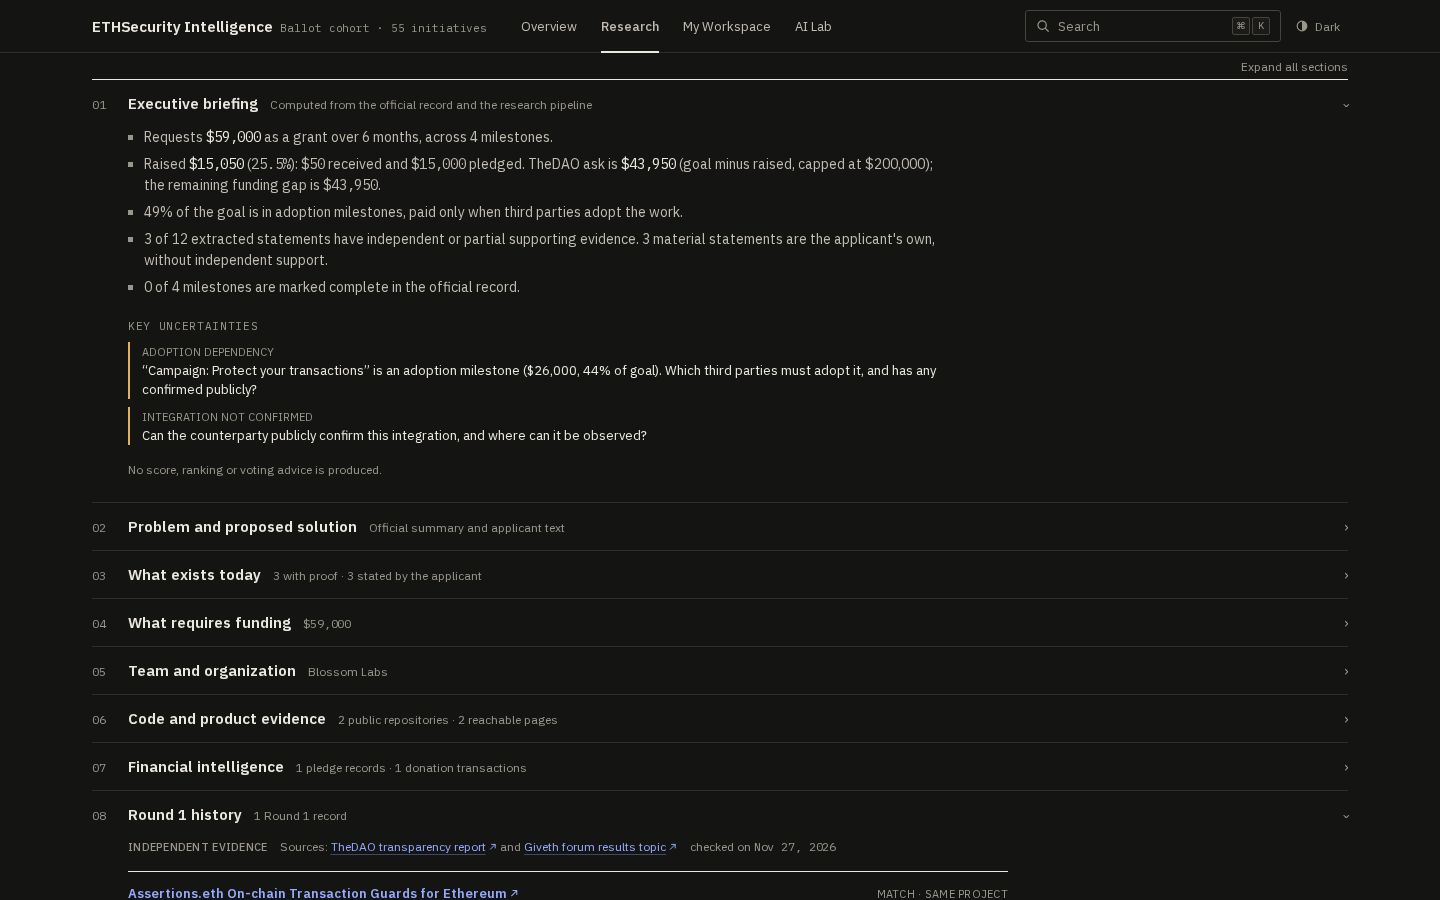 ETHSecurity Intelligence Ballot cohort · 55 initiatives Overview Research My Workspace AI Lab Search ⌘ K Dark
Expand all sections
01 Executive briefing Computed from the official record and the research pipeline
Requests $59,000 as a grant over 6 months, across 4 milestones.
Raised $15,050 (25.5%): $50 received and $15,000 pledged. TheDAO ask is $43,950 (goal minus raised, capped at $200,000);
the remaining funding gap is $43,950.
49% of the goal is in adoption milestones, paid only when third parties adopt the work.
3 of 12 extracted statements have independent or partial supporting evidence. 3 material statements are the applicant's own,
without independent support.
0 of 4 milestones are marked complete in the official record.
KEY UNCERTAINTIES
ADOPTION DEPENDENCY
“Campaign: Protect your transactions” is an adoption milestone ($26,000, 44% of goal). Which third parties must adopt it, and has any
confirmed publicly?
INTEGRATION NOT CONFIRMED
Can the counterparty publicly confirm this integration, and where can it be observed?
No score, ranking or voting advice is produced.
02 Problem and proposed solution Official summary and applicant text
03 What exists today 3 with proof · 3 stated by the applicant
04 What requires funding $59,000
05 Team and organization Blossom Labs
06 Code and product evidence 2 public repositories · 2 reachable pages
07 Financial intelligence 1 pledge records · 1 donation transactions
08 Round 1 history 1 Round 1 record
INDEPENDENT EVIDENCE Sources: TheDAO transparency report ↗ and Giveth forum results topic ↗ checked on Nov 27, 2026
Assertions.eth On-chain Transaction Guards for Ethereum ↗ MATCH · SAME PROJECT